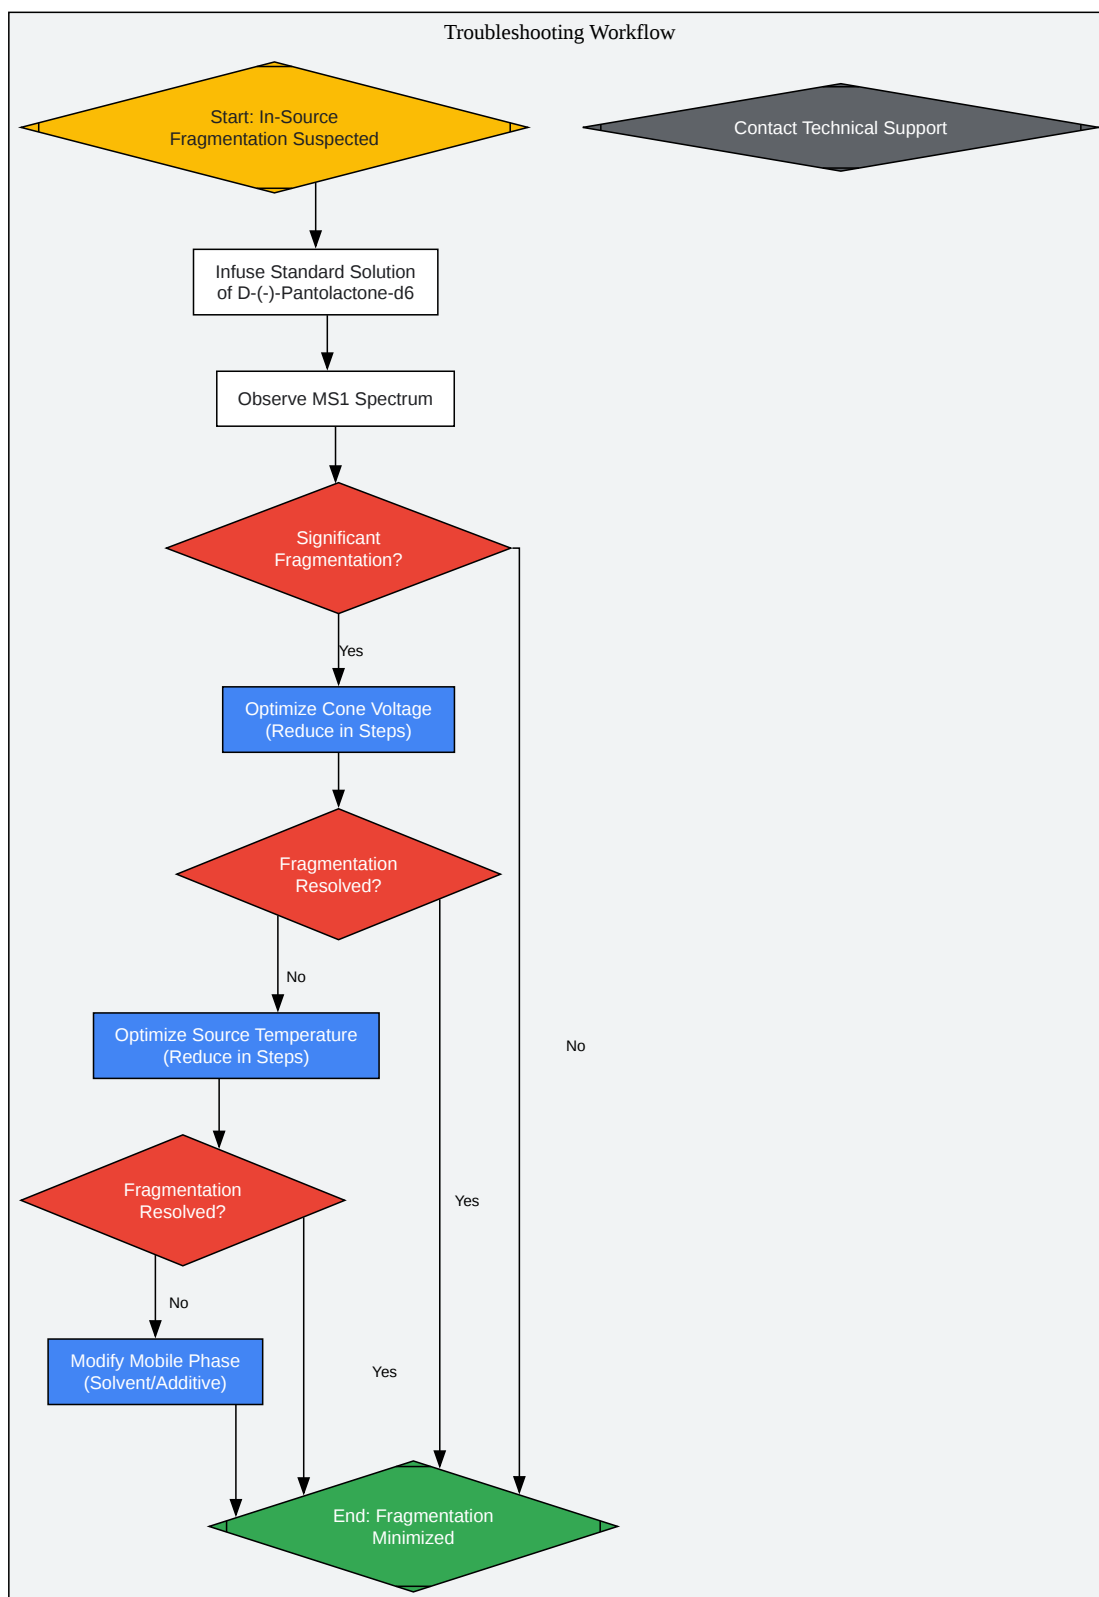 Troubleshooting Workflow
Start: In-Source
Fragmentation Suspected
Contact Technical Support
Infuse Standard Solution
of D-(-)-Pantolactone-d6
Observe MS1 Spectrum
Significant
Fragmentation?
Yes
Optimize Cone Voltage
(Reduce in Steps)
Fragmentation
Resolved?
No
Optimize Source Temperature
(Reduce in Steps)
No
Fragmentation
Resolved?
Yes
No
Modify Mobile Phase
(Solvent/Additive)
Yes
End: Fragmentation
Minimized